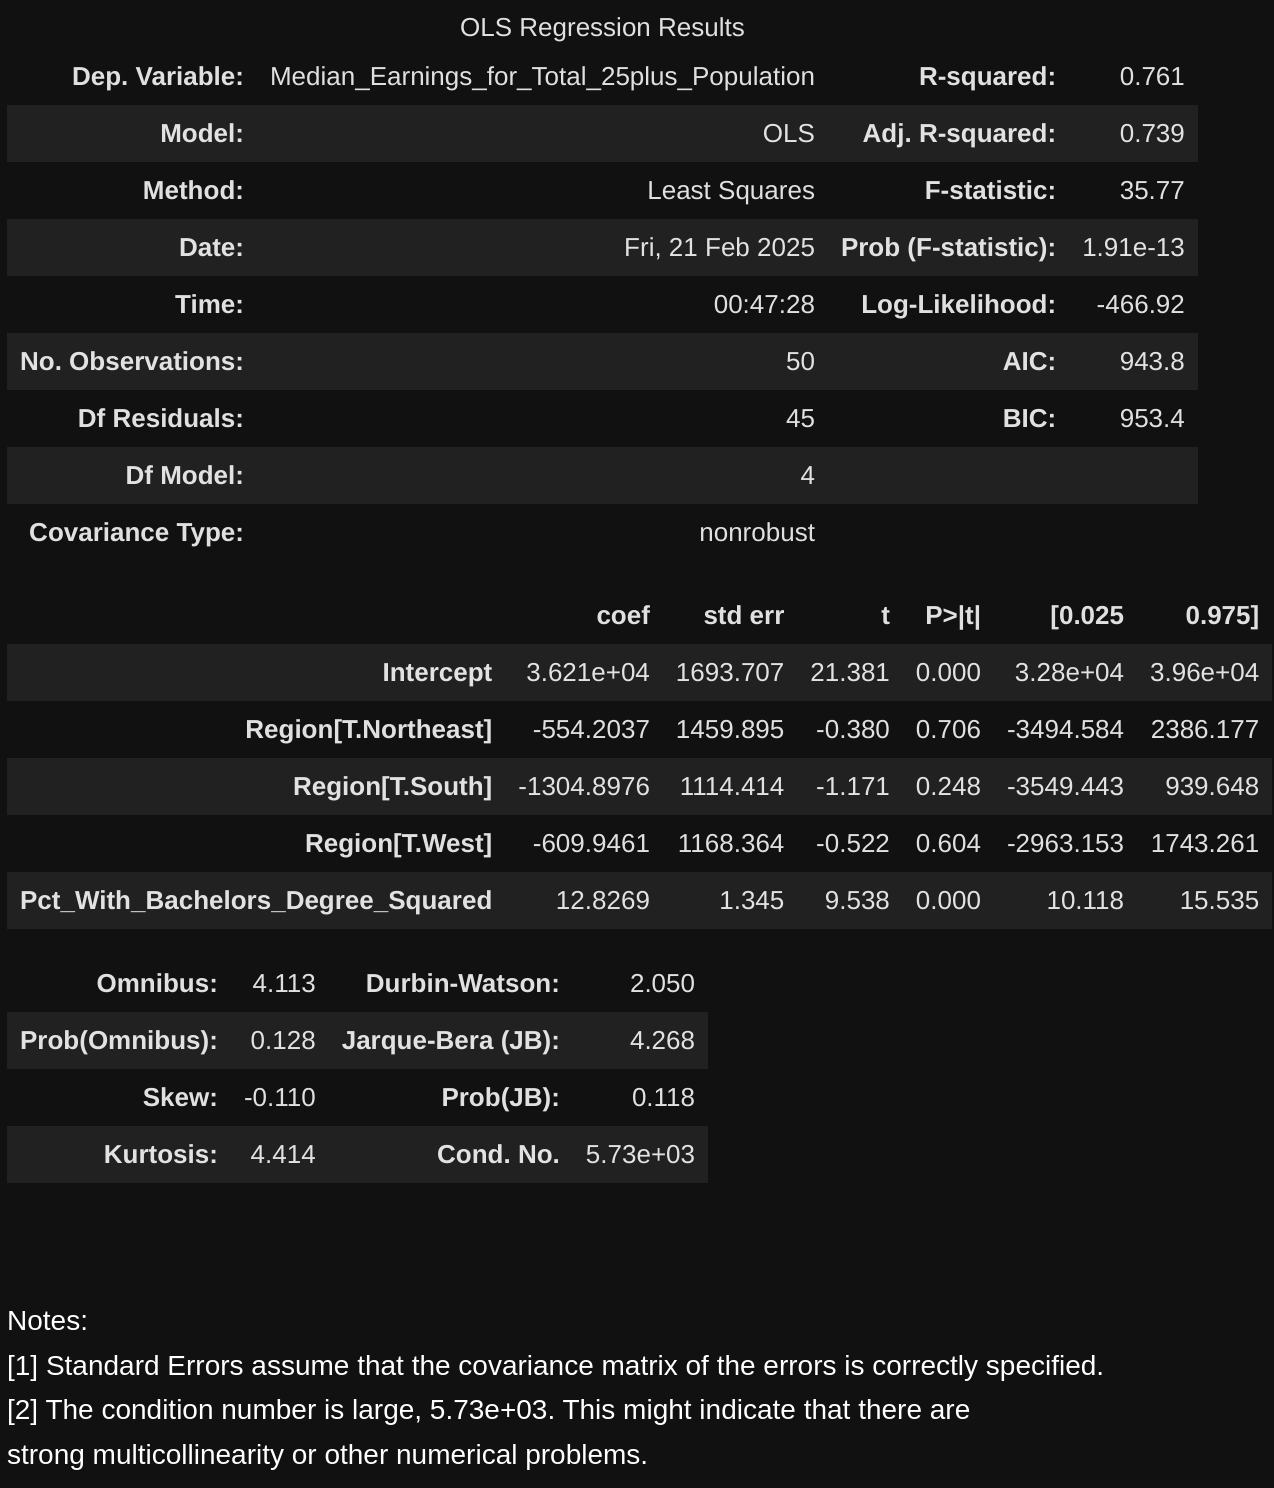 OLS Regression Results
Dep. Variable: Median_Earnings_for_Total_25plus_Population R-squared: 0.761
Model: OLS Adj. R-squared: 0.739
Method: Least Squares F-statistic: 35.77
Date: Fri, 21 Feb 2025 Prob (F-statistic): 1.91e-13
Time: 00:47:28 Log-Likelihood: -466.92
No. Observations: 50 AIC: 943.8
Df Residuals: 45 BIC: 953.4
Df Model: 4
Covariance Type: nonrobust
coef std err t P>|t| [0.025 0.975]
Intercept 3.621e+04 1693.707 21.381 0.000 3.28e+04 3.96e+04
Region[T.Northeast] -554.2037 1459.895 -0.380 0.706 -3494.584 2386.177
Region[T.South] -1304.8976 1114.414 -1.171 0.248 -3549.443 939.648
Region[T.West] -609.9461 1168.364 -0.522 0.604 -2963.153 1743.261
Pct_With_Bachelors_Degree_Squared 12.8269 1.345 9.538 0.000 10.118 15.535
Omnibus: 4.113 Durbin-Watson: 2.050
Prob(Omnibus): 0.128 Jarque-Bera (JB): 4.268
Skew: -0.110 Prob(JB): 0.118
Kurtosis: 4.414 Cond. No. 5.73e+03
Notes:
[1] Standard Errors assume that the covariance matrix of the errors is correctly specified.
[2] The condition number is large, 5.73e+03. This might indicate that there are
strong multicollinearity or other numerical problems.